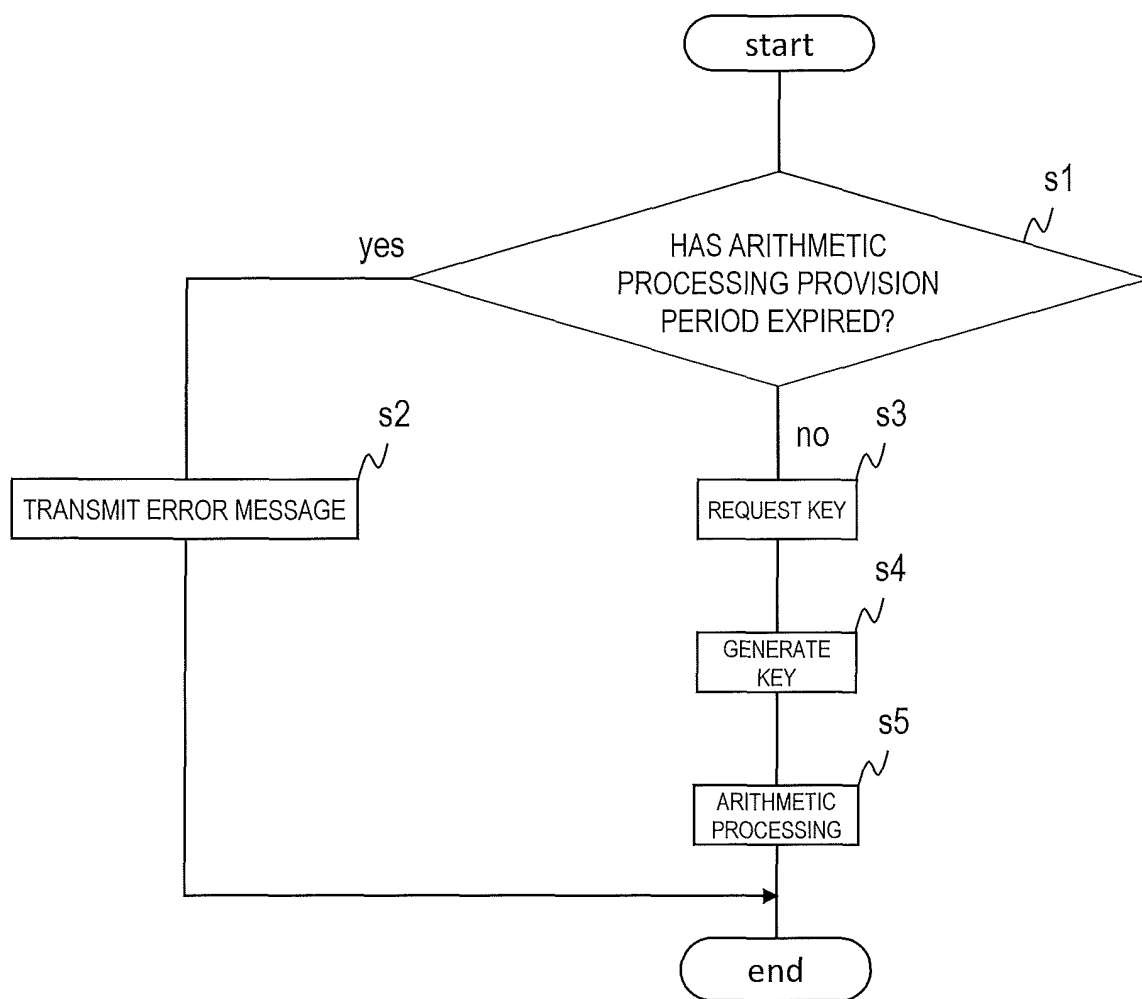 start
s1
yes
HAS ARITHMETIC
PROCESSING PROVISION
PERIOD EXPIRED?
s2
no
s3
TRANSMIT ERROR MESSAGE
REQUEST KEY
s4
GENERATE
KEY
s5
ARITHMETIC
PROCESSING
end